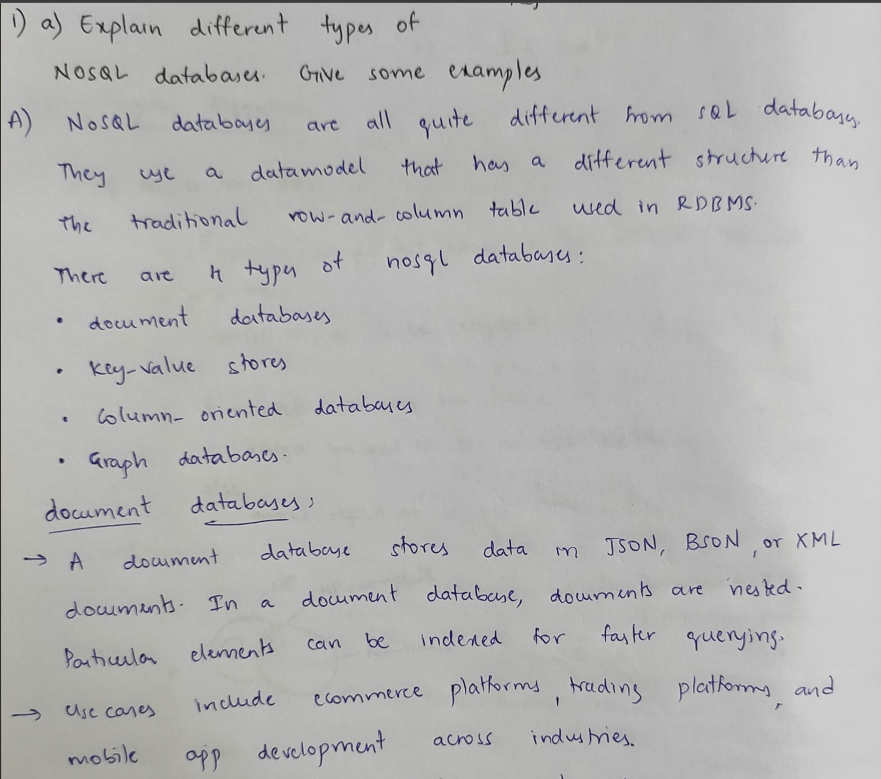 1) a) Explain different types of
NOSQL databases. Give some examples
A) NoSQL databases are all quite different from SQL databases.
They use a datamodel that has a different structure than
the traditional row-and-column table used in RDBMS.
There are 4 types of nosql databases:
• document databases
• Key-value stores
• Column-oriented databases
• Graph databases.
document databases:
→ A document database stores data in JSON, BSON, or XML
documents. In a document database, documents are nested.
Particular elements can be indexed for faster querying.
→ Use cases include ecommerce platforms, trading platforms, and
mobile app development across industries.